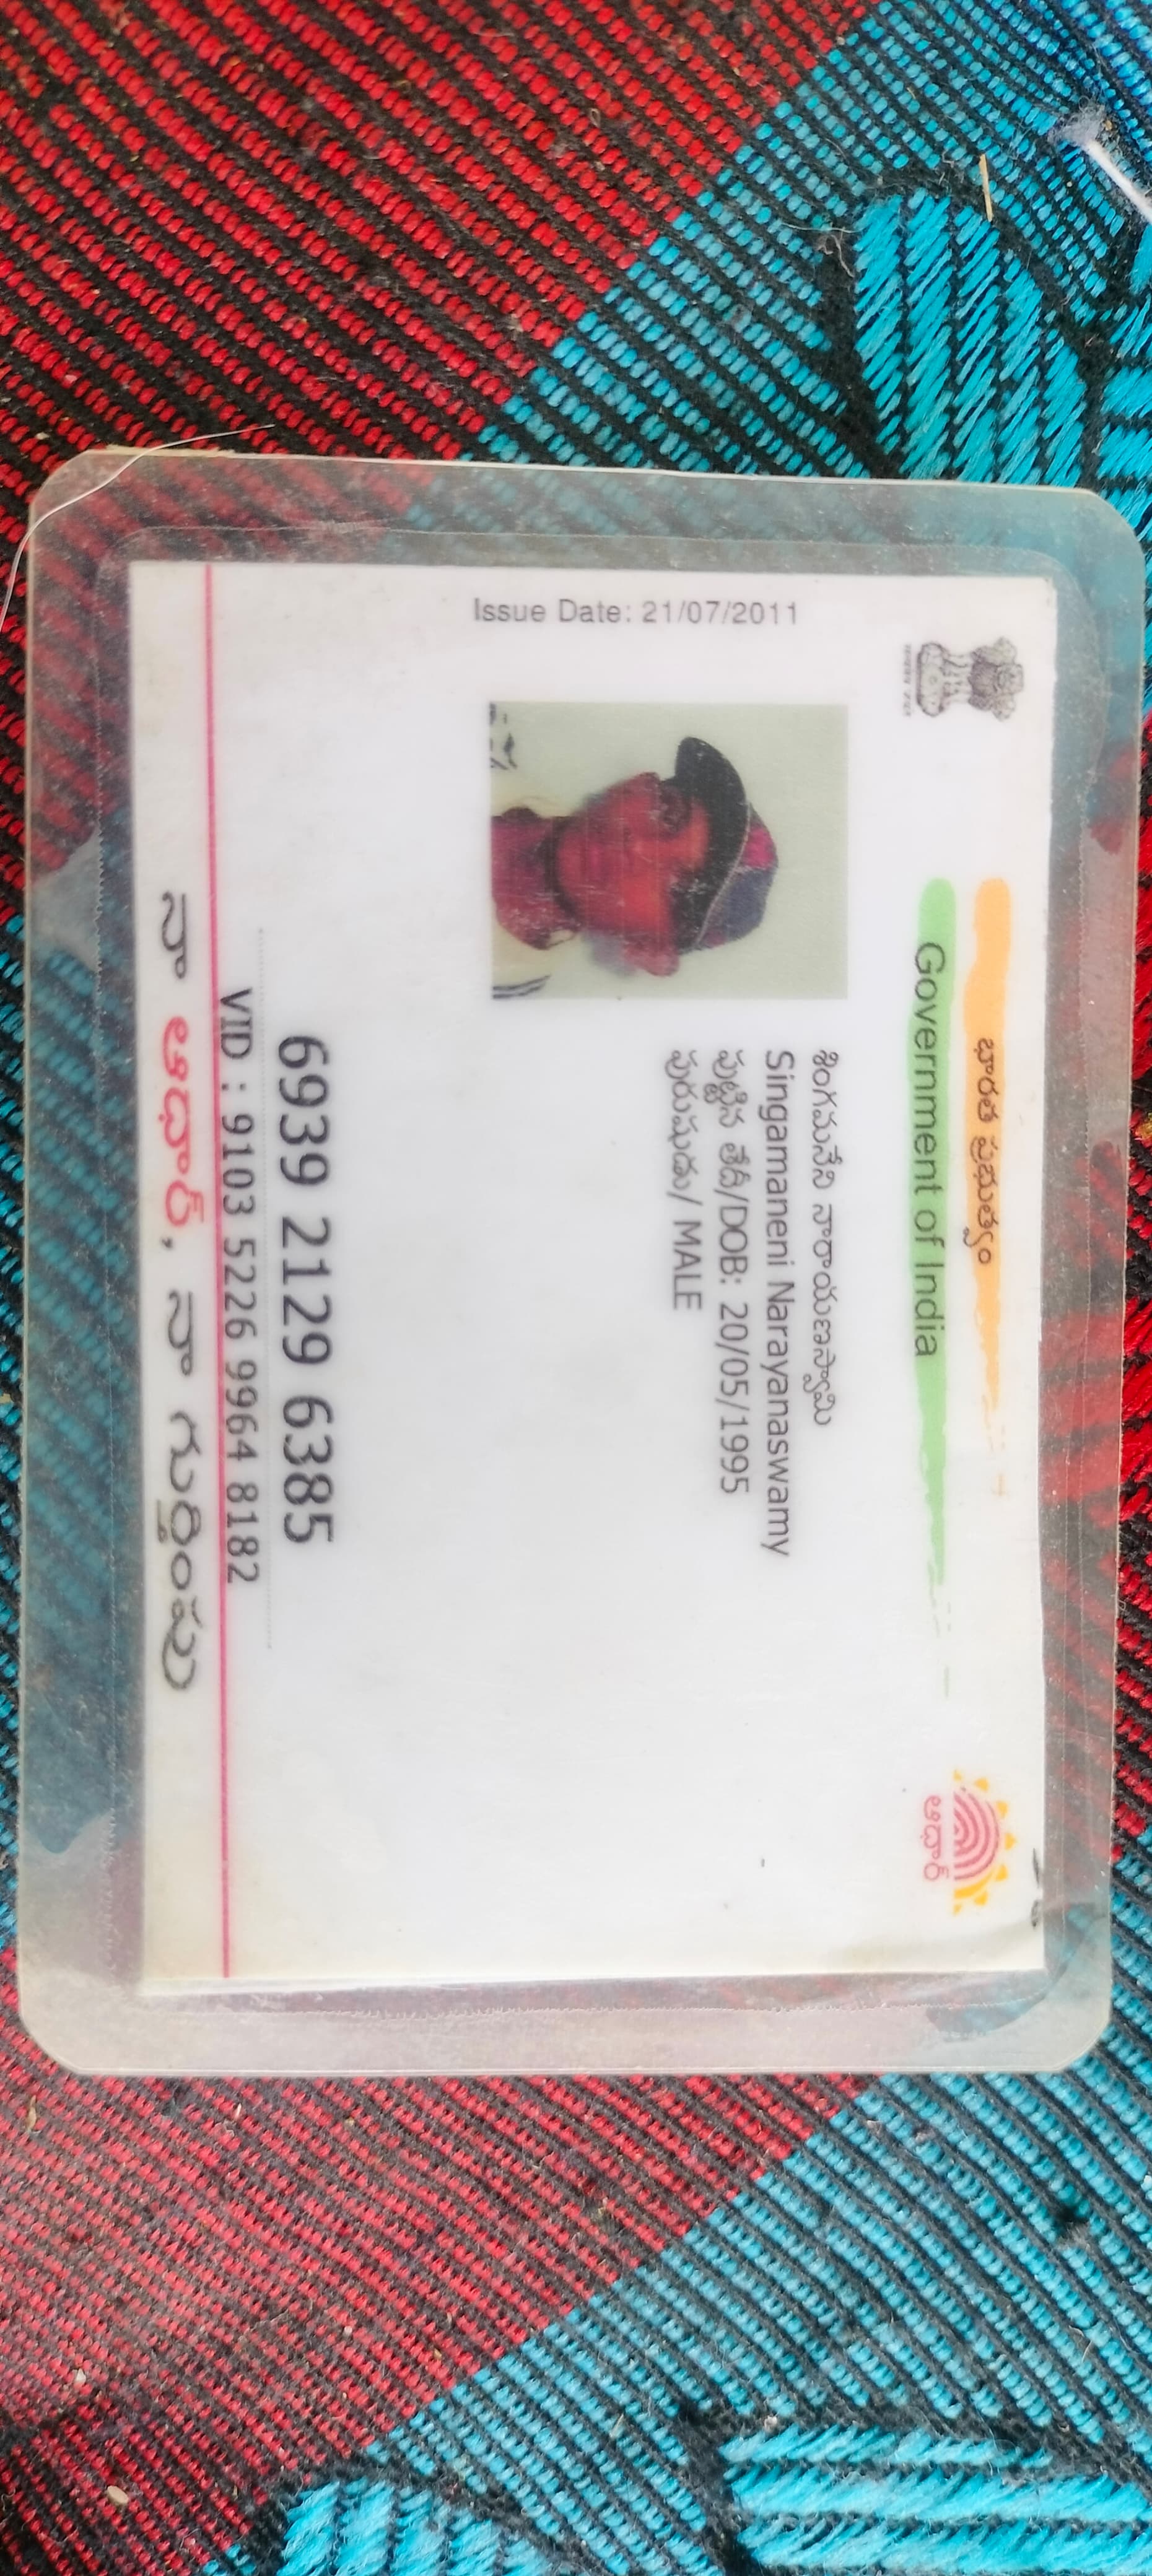 భారత ప్రభుత్వం
Government of India
ఆధార్
Issue Date: 21/07/2011
శింగమనేని నారాయణస్వామి
Singamaneni Narayanaswamy
పుట్టిన తేదీ/DOB: 20/05/1995
పురుషుడు/ MALE
6939 2129 6385
VID : 9103 5226 9964 8182
నా ఆధార్, నా గుర్తింపు